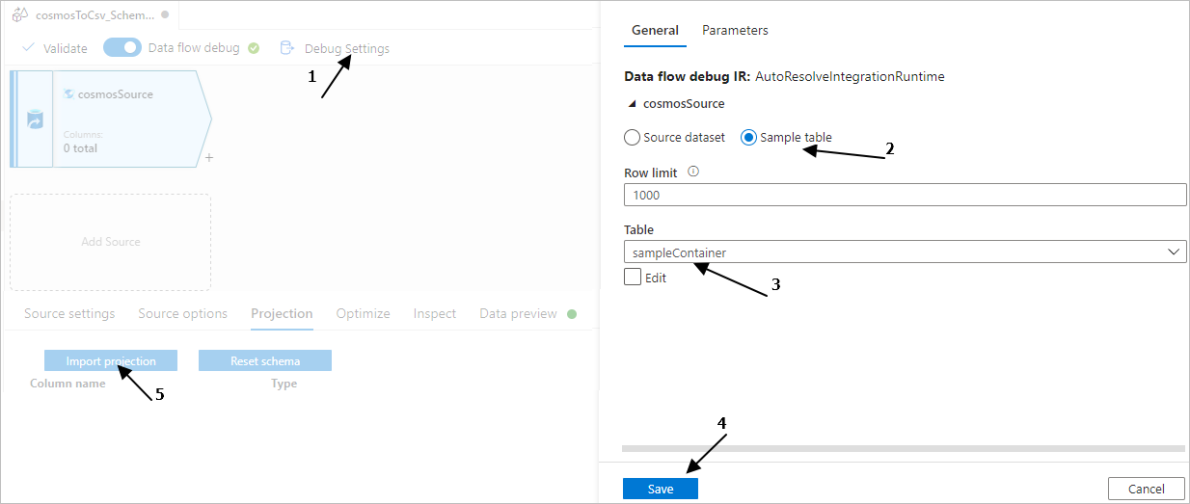 cosmosToCsv_Schem...
Validate
Data flow debug
Debug Settings
1
cosmosSource
Columns:
0 total
+
Add Source
Source settings
Source options
Projection
Optimize
Inspect
Data preview
Import projection
Reset schema
Column name
Type
5
General
Parameters
Data flow debug IR: AutoResolveIntegrationRuntime
cosmosSource
Source dataset
Sample table
2
Row limit
1000
Table
sampleContainer
Edit
3
4
Save
Cancel